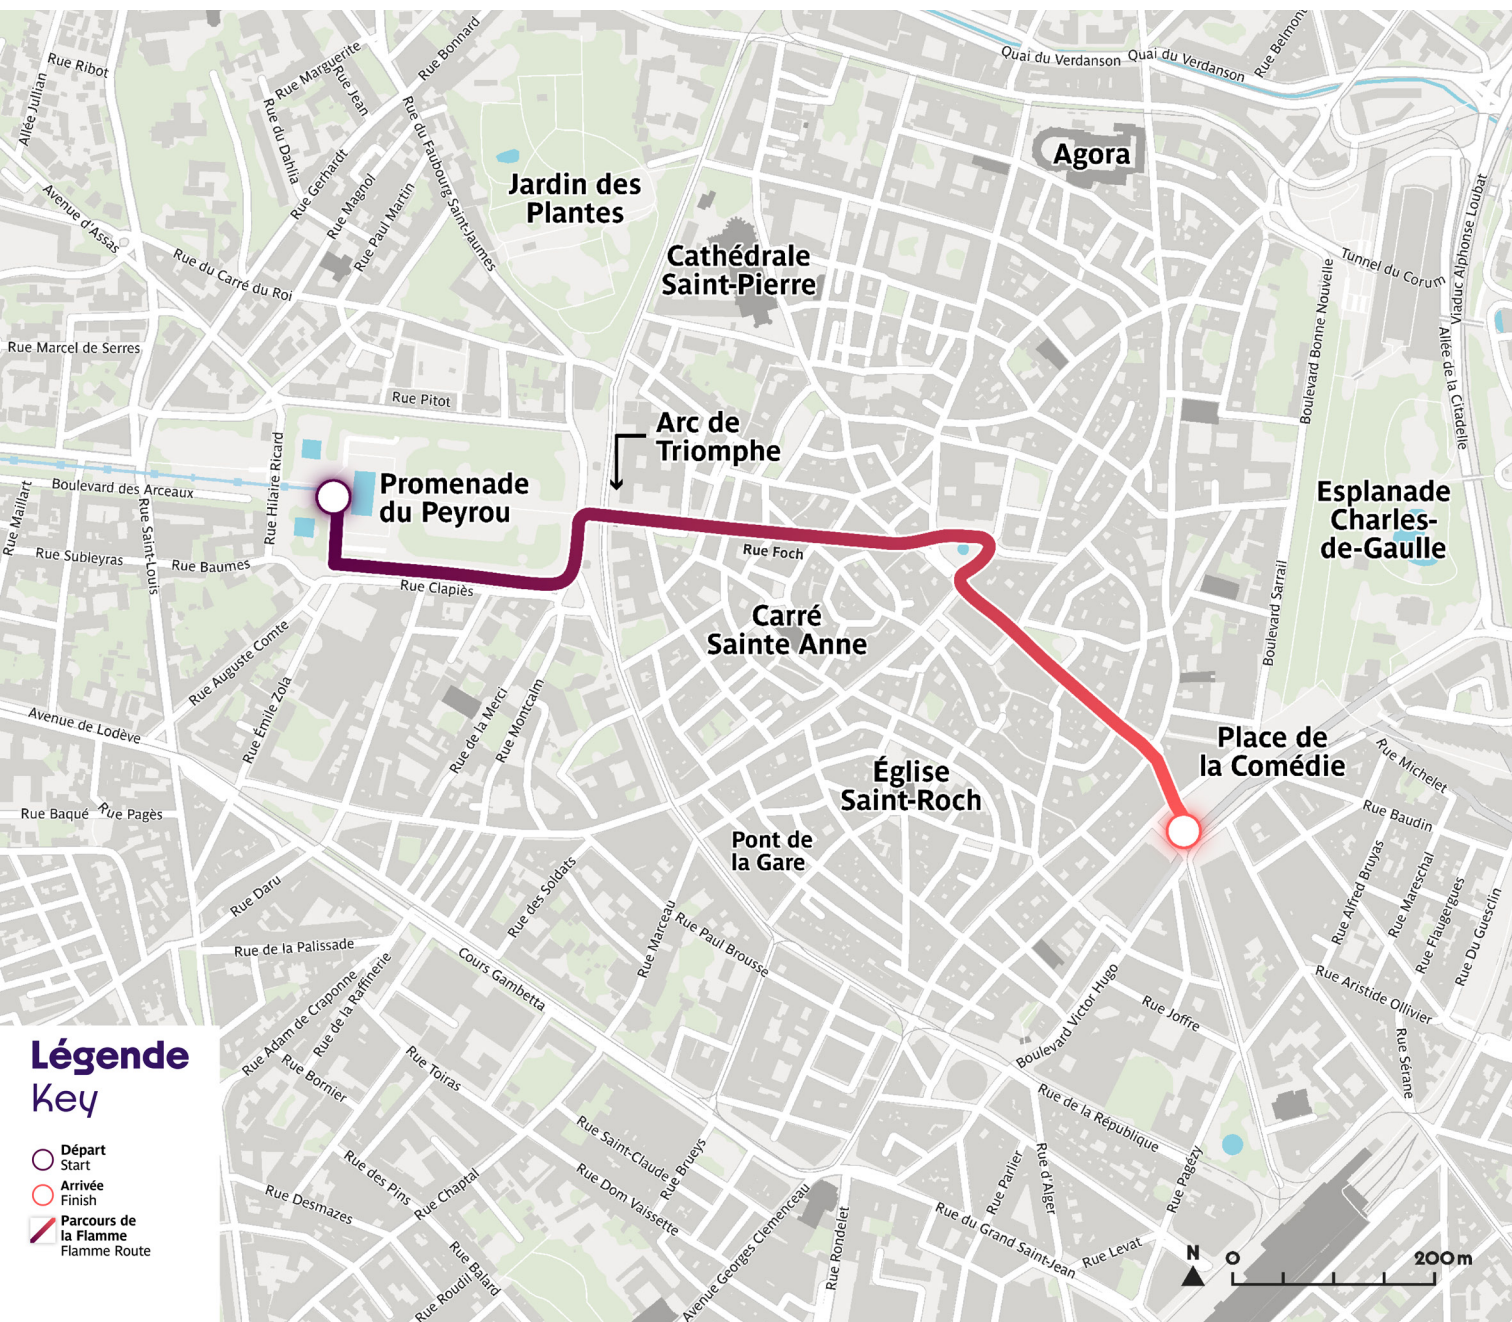 Quai du Verdanson
Quai du Verdanson
Rue Belmont
Rue Ribot
Allée Jullian
Rue Marguerite
Rue Jean
Rue Bonnard
Rue du Dahlia
Rue Gerhardt
Rue Magnol
Rue Paul Martin
Rue du Faubourg Saint-Jaumes
Avenue d'Assas
Rue du Carré du Roi
Rue Marcel de Serres
Jardin des
Plantes
Cathédrale
Saint-Pierre
Agora
Tunnel du Corum
Viaduc Alphonse Loubat
Allée de la Citadelle
Boulevard Bonne Nouvelle
Rue Pitot
Arc de
Triomphe
Rue Hilaire Ricard
Boulevard des Arceaux
Rue Maillart
Rue Saint-Louis
Rue Subleyras
Rue Baumes
Promenade
du Peyrou
Rue Clapiès
Rue Foch
Esplanade
Charles-
de-Gaulle
Boulevard Sarrail
Carré
Sainte Anne
Rue Auguste Comte
Rue Émile Zola
Rue de la Merci
Rue Montcalm
Avenue de Lodève
Place de
la Comédie
Église
Saint-Roch
Pont de
la Gare
Rue Michelet
Rue Baudin
Rue Baqué
Rue Pagès
Rue Daru
Rue de la Palissade
Rue des Soldats
Rue Marceau
Rue Paul Brousse
Cours Gambetta
Rue Alfred Bruyas
Rue Mareschal
Rue Flaugergues
Rue Du Guesclin
Rue Aristide Ollivier
Boulevard Victor Hugo
Rue Joffre
Rue Sérane
Rue Adam de Craponne
Rue de la Raffinerie
Rue Bornier
Rue Toiras
Rue de la République
Rue Saint-Claude
Rue Brueys
Rue Dom Vaissette
Rue des Pins
Rue Chaptal
Rue Desmazes
Rue Balard
Rue Roudil
Avenue Georges Clemenceau
Rue Rondelet
Rue Parlier
Rue d'Alger
Rue Pagézy
Rue du Grand Saint-Jean
Rue Levat
Légende
Key
Départ
Start
Arrivée
Finish
Parcours de
la Flamme
Flamme Route
N
0 200m